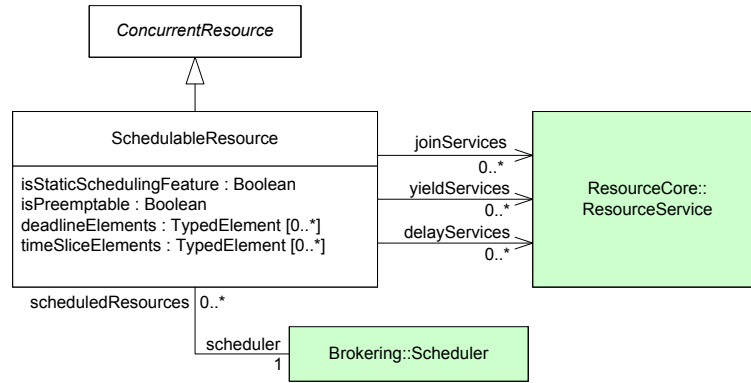 ConcurrentResource
SchedulableResource
isStaticSchedulingFeature : Boolean
isPreemptable : Boolean
deadlineElements : TypedElement [0..*]
timeSliceElements : TypedElement [0..*]
joinServices
0..*
yieldServices
0..*
delayServices
0..*
ResourceCore::
ResourceService
scheduledResources 0..*
scheduler
1
Brokering::Scheduler